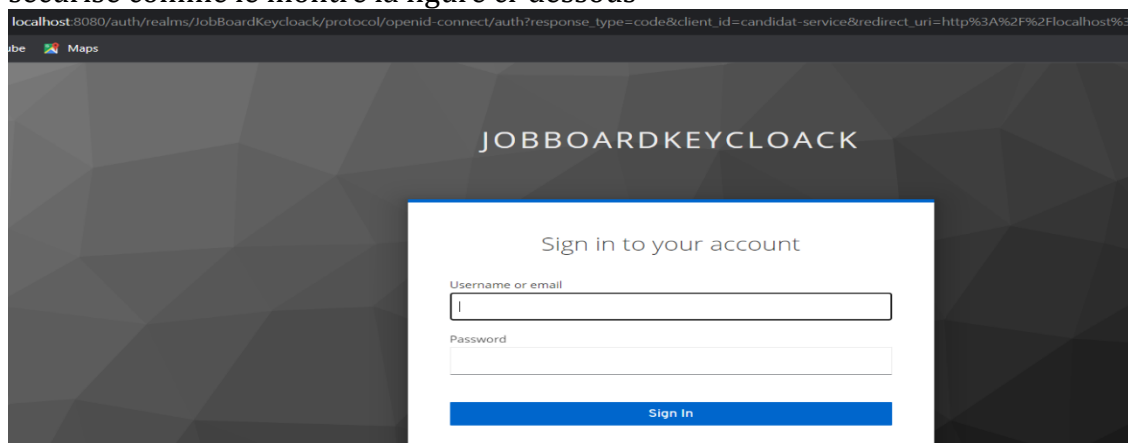 sécurisé comme le montre la figure ci-dessous
localhost:8080/auth/realms/JobBoardKeycloack/protocol/openid-connect/auth?response_type=code&client_id=candidat-service&redirect_uri=http%3A%2F%2Flocalhost%3
ube Maps
JOBBOARDKEYCLOACK
Sign in to your account
Username or email
Password
Sign In